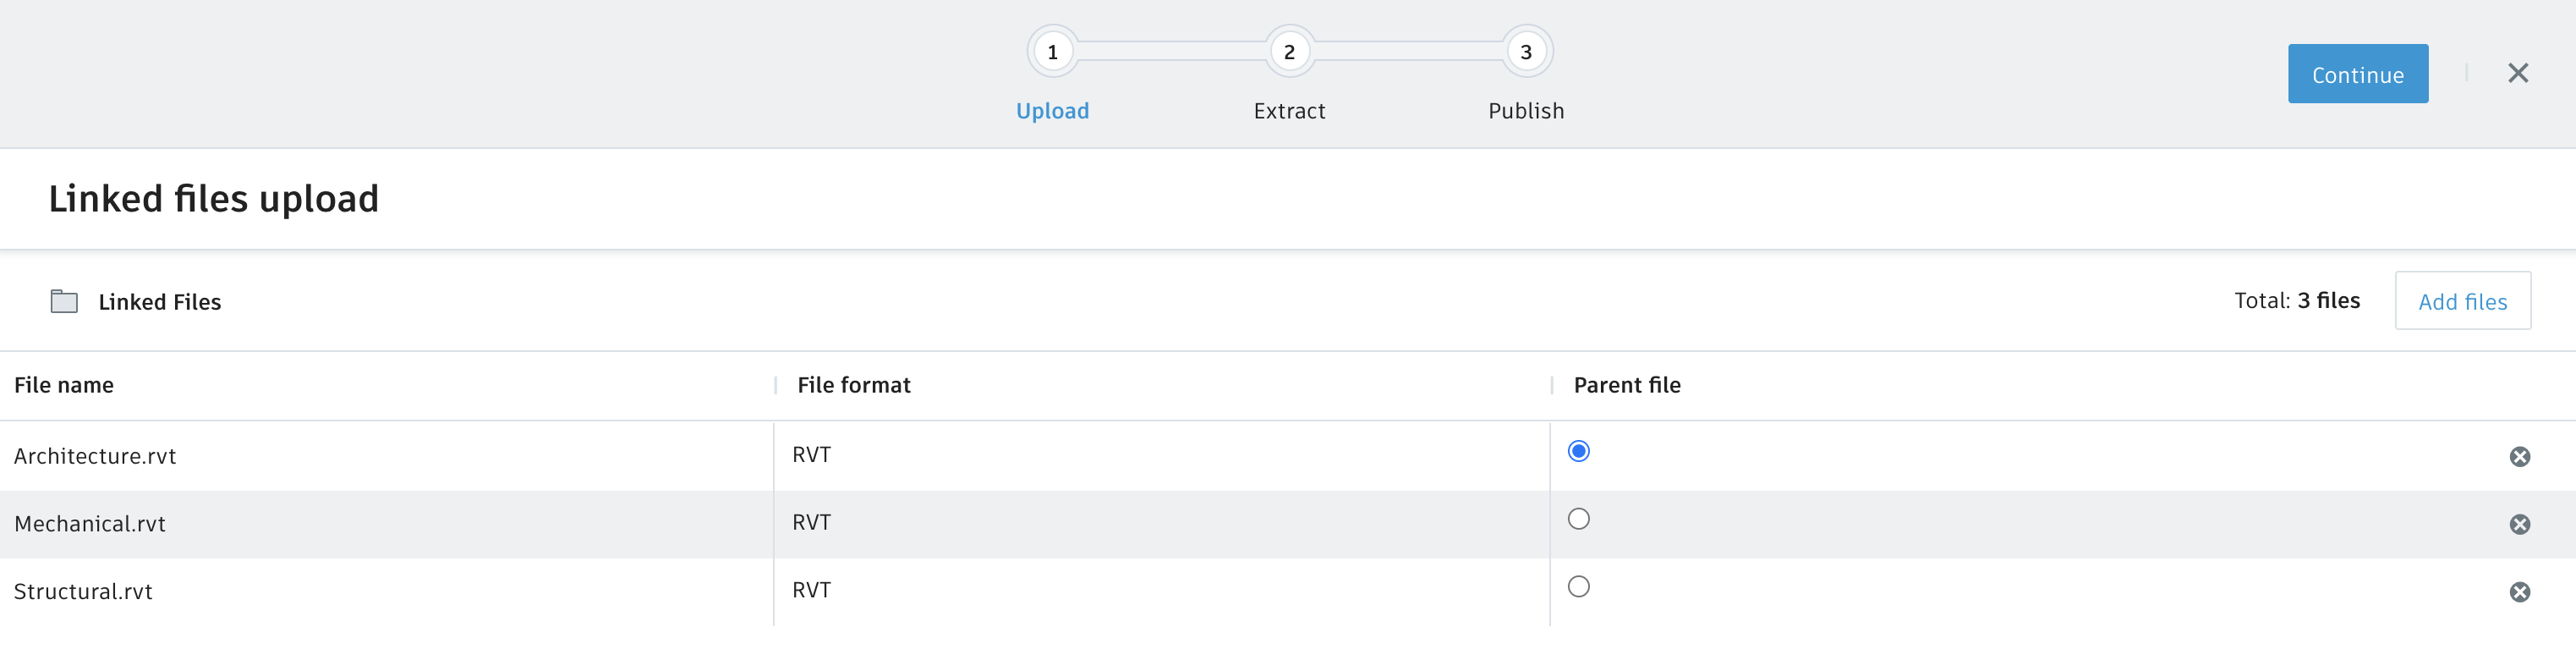 1 2 3
Upload Extract Publish
Continue
Linked files upload
Linked Files
Total: 3 files
Add files
File name File format Parent file
Architecture.rvt RVT
Mechanical.rvt RVT
Structural.rvt RVT